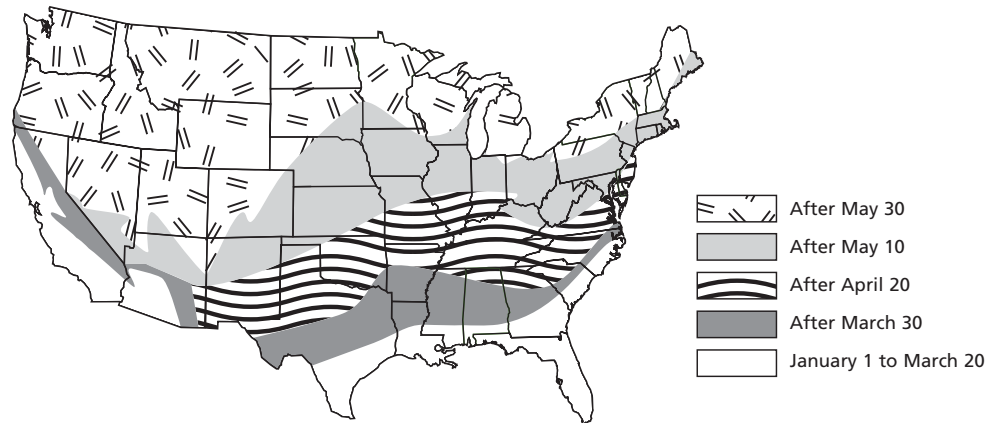 After May 30
After May 10
After April 20
After March 30
January 1 to March 20